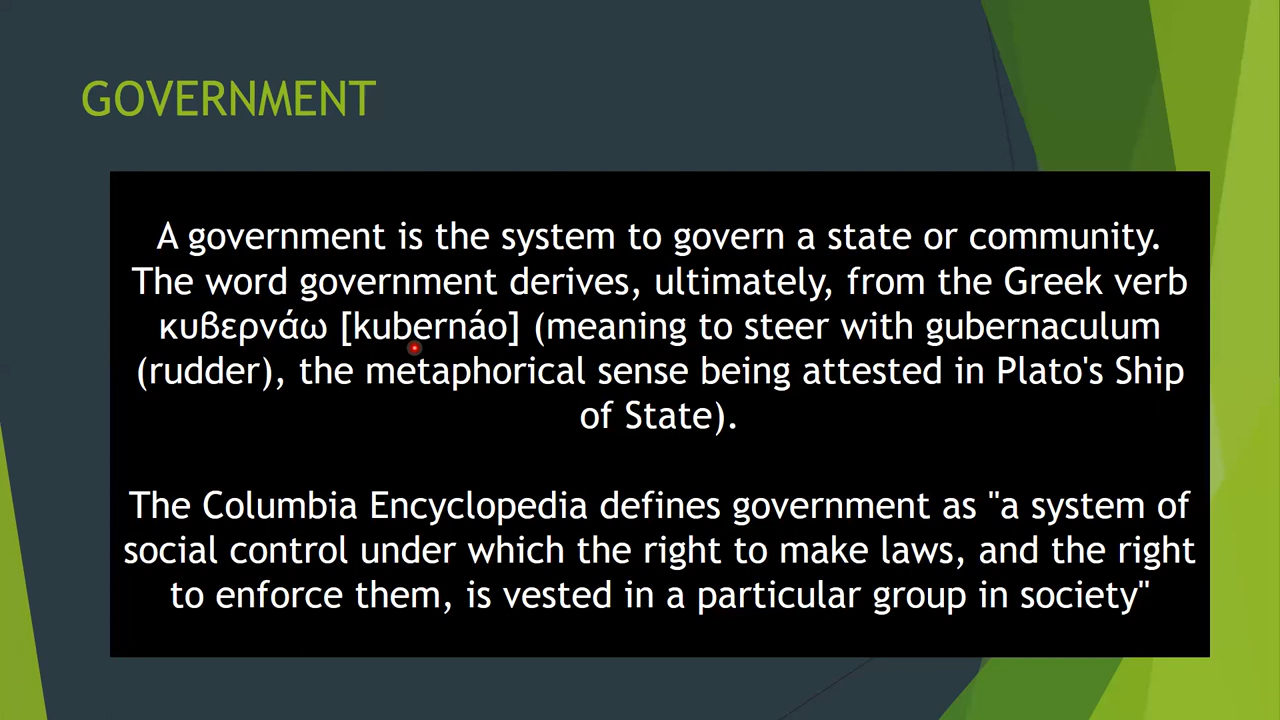 GOVERNMENT
A government is the system to govern a state or community.
The word government derives, ultimately, from the Greek verb
κυβερνάω [kubernáo] (meaning to steer with gubernaculum
(rudder), the metaphorical sense being attested in Plato's Ship
of State).
The Columbia Encyclopedia defines government as "a system of
social control under which the right to make laws, and the right
to enforce them, is vested in a particular group in society"